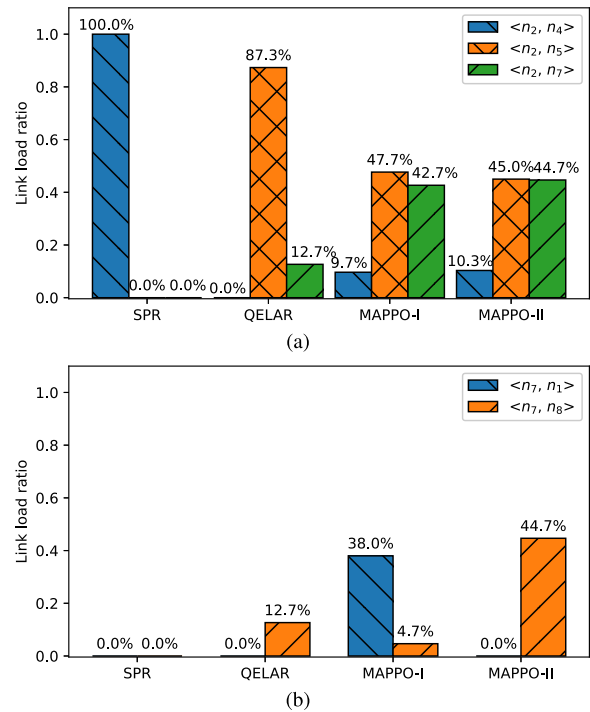 100.0%
1.0
<n2, n4>
<n2, n5>
87.3%
<n2, n7>
0.8
Link load ratio
0.6
47.7%
45.0% 44.7%
42.7%
0.4
0.2
12.7%
9.7%
10.3%
0.0% 0.0%
0.0%
0.0
SPR QELAR MAPPO-I MAPPO-II
(a)
1.0
<n7, n1>
<n7, n8>
0.8
Link load ratio
0.6
44.7%
0.4
38.0%
0.2
12.7%
4.7%
0.0% 0.0%
0.0%
0.0%
0.0
SPR QELAR MAPPO-I MAPPO-II
(b)